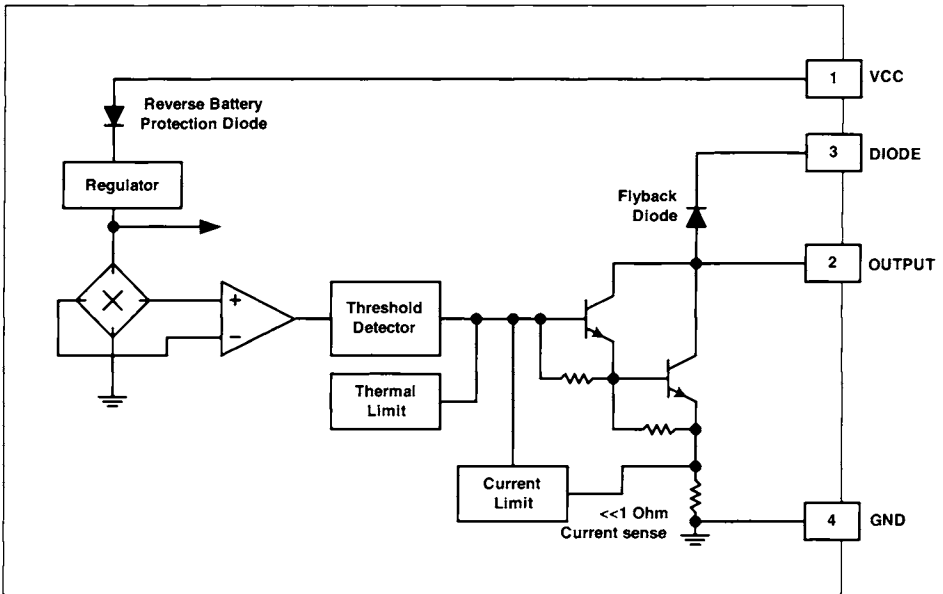 1 VCC
Reverse Battery
Protection Diode
3 DIODE
Regulator
Flyback
Diode
2 OUTPUT
+
−
Threshold
Detector
Thermal
Limit
Current
Limit
<<1 Ohm
Current sense
4 GND